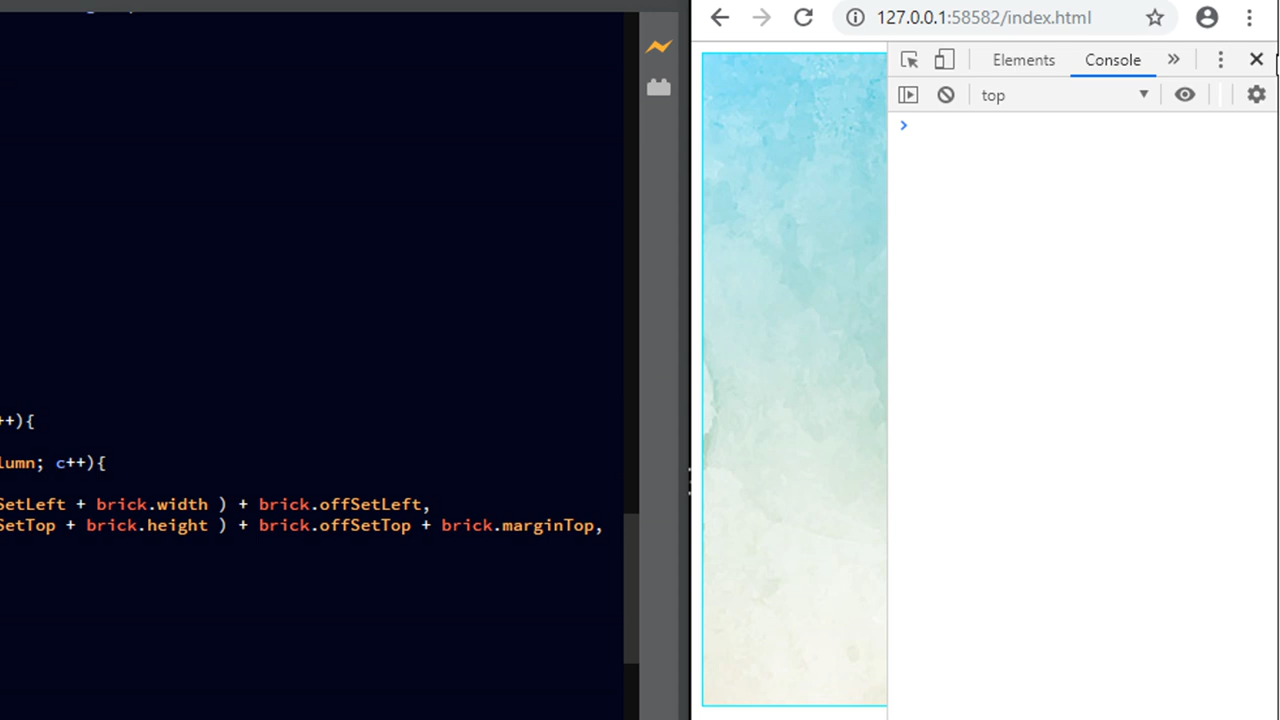 ++){
lumn; c++){
SetLeft + brick.width ) + brick.offSetLeft,
SetTop + brick.height ) + brick.offSetTop + brick.marginTop,
127.0.0.1:58582/index.html
Elements Console »
top
>